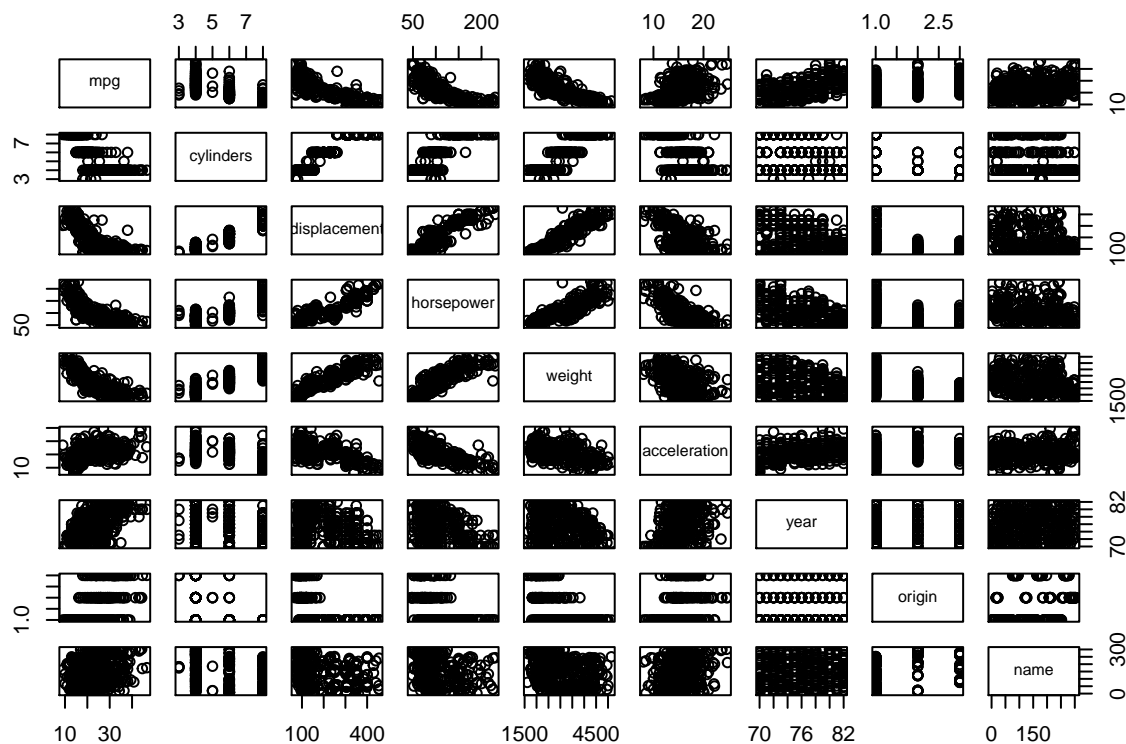 3 5 7
50 200
10 20
1.0 2.5
mpg
10
3 7
cylinders
displacement
100
50
horsepower
weight
1500
10
acceleration
year
70 82
1.0
origin
name
0 300
10 30
100 400
1500 4500
70 76 82
0 150